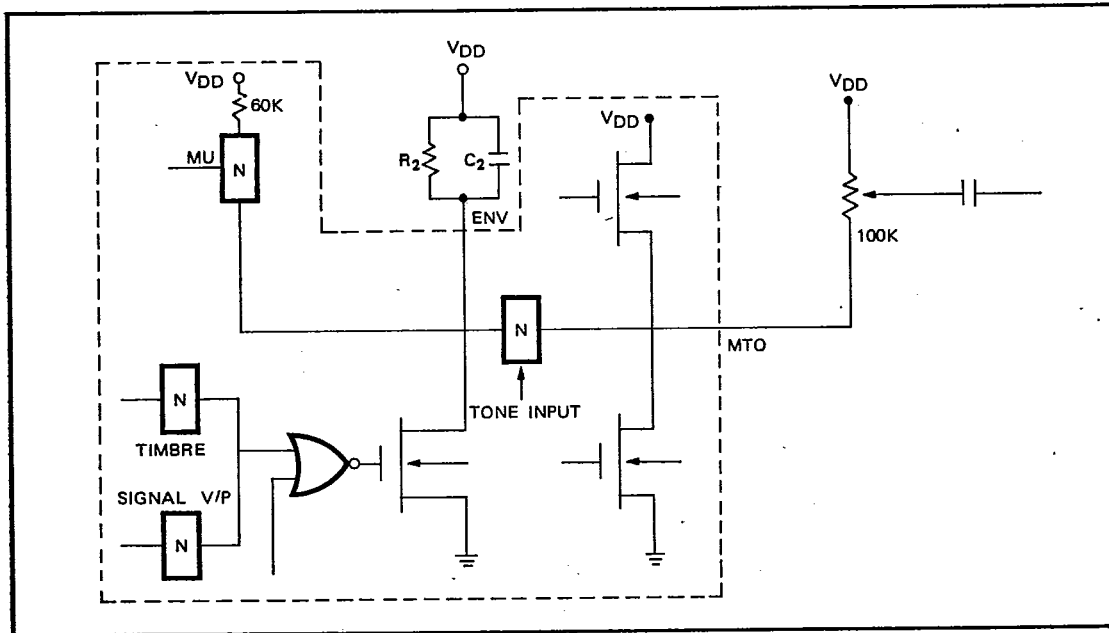 VDD
VDD
VDD
VDD
60K
MU
N
R2
C2
ENV
100K
N
MTO
N
TONE INPUT
TIMBRE
SIGNAL V/P
N